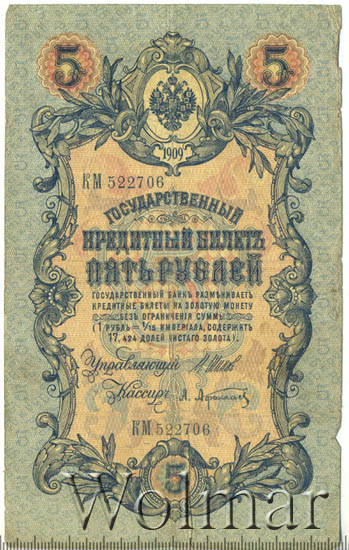 5 5
1909
КМ 522706
ГОСУДАРСТВЕННЫЙ
КРЕДИТНЫЙ БИЛЕТЪ
ПЯТЬ РУБЛЕЙ
ГОСУДАРСТВЕННЫЙ БАНКЪ РАЗМѢНИВАЕТЪ
КРЕДИТНЫЕ БИЛЕТЫ НА ЗОЛОТУЮ МОНЕТУ
БЕЗЪ ОГРАНИЧЕНІЯ СУММЫ
(1 РУБЛЬ = 1/15 ИМПЕРІАЛА, СОДЕРЖИТЪ
17,424 ДОЛЕЙ ЧИСТАГО ЗОЛОТА).
Управляющій
Кассиръ
КМ 522706
5
Wolmar